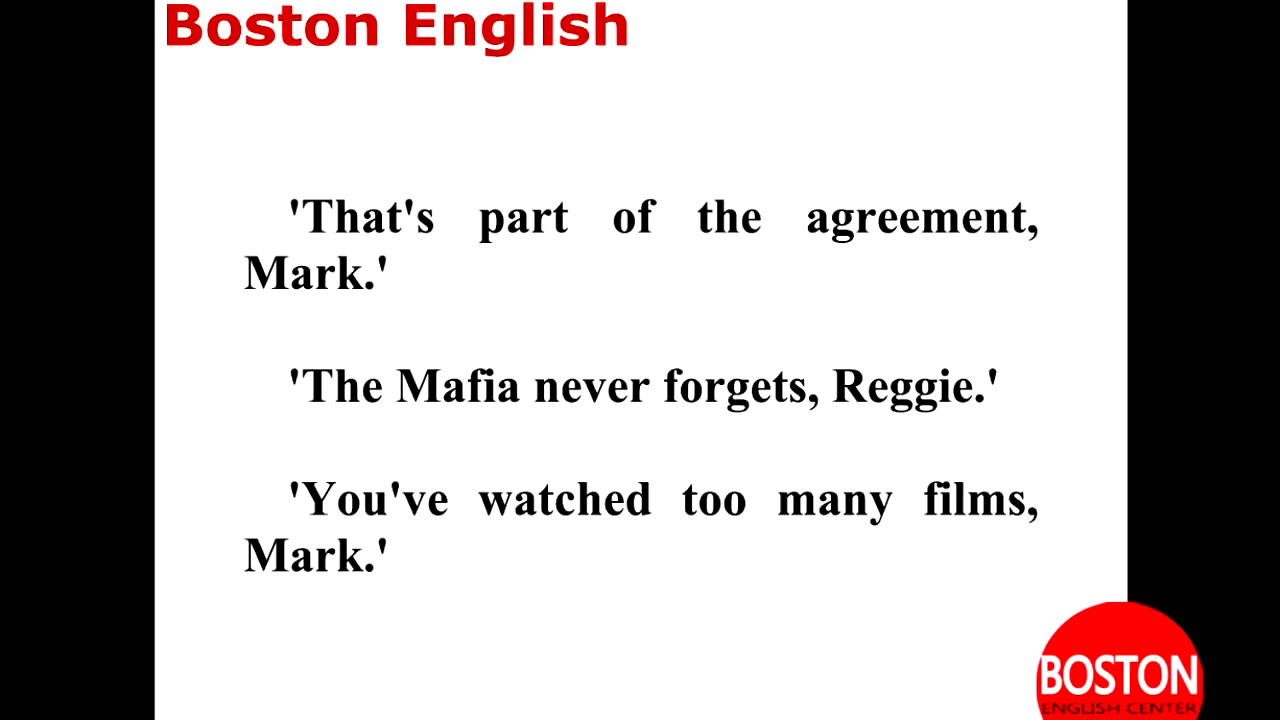 Boston English
'That's part of the agreement,
Mark.'
'The Mafia never forgets, Reggie.'
'You've watched too many films,
Mark.'
BOSTON
ENGLISH CENTER